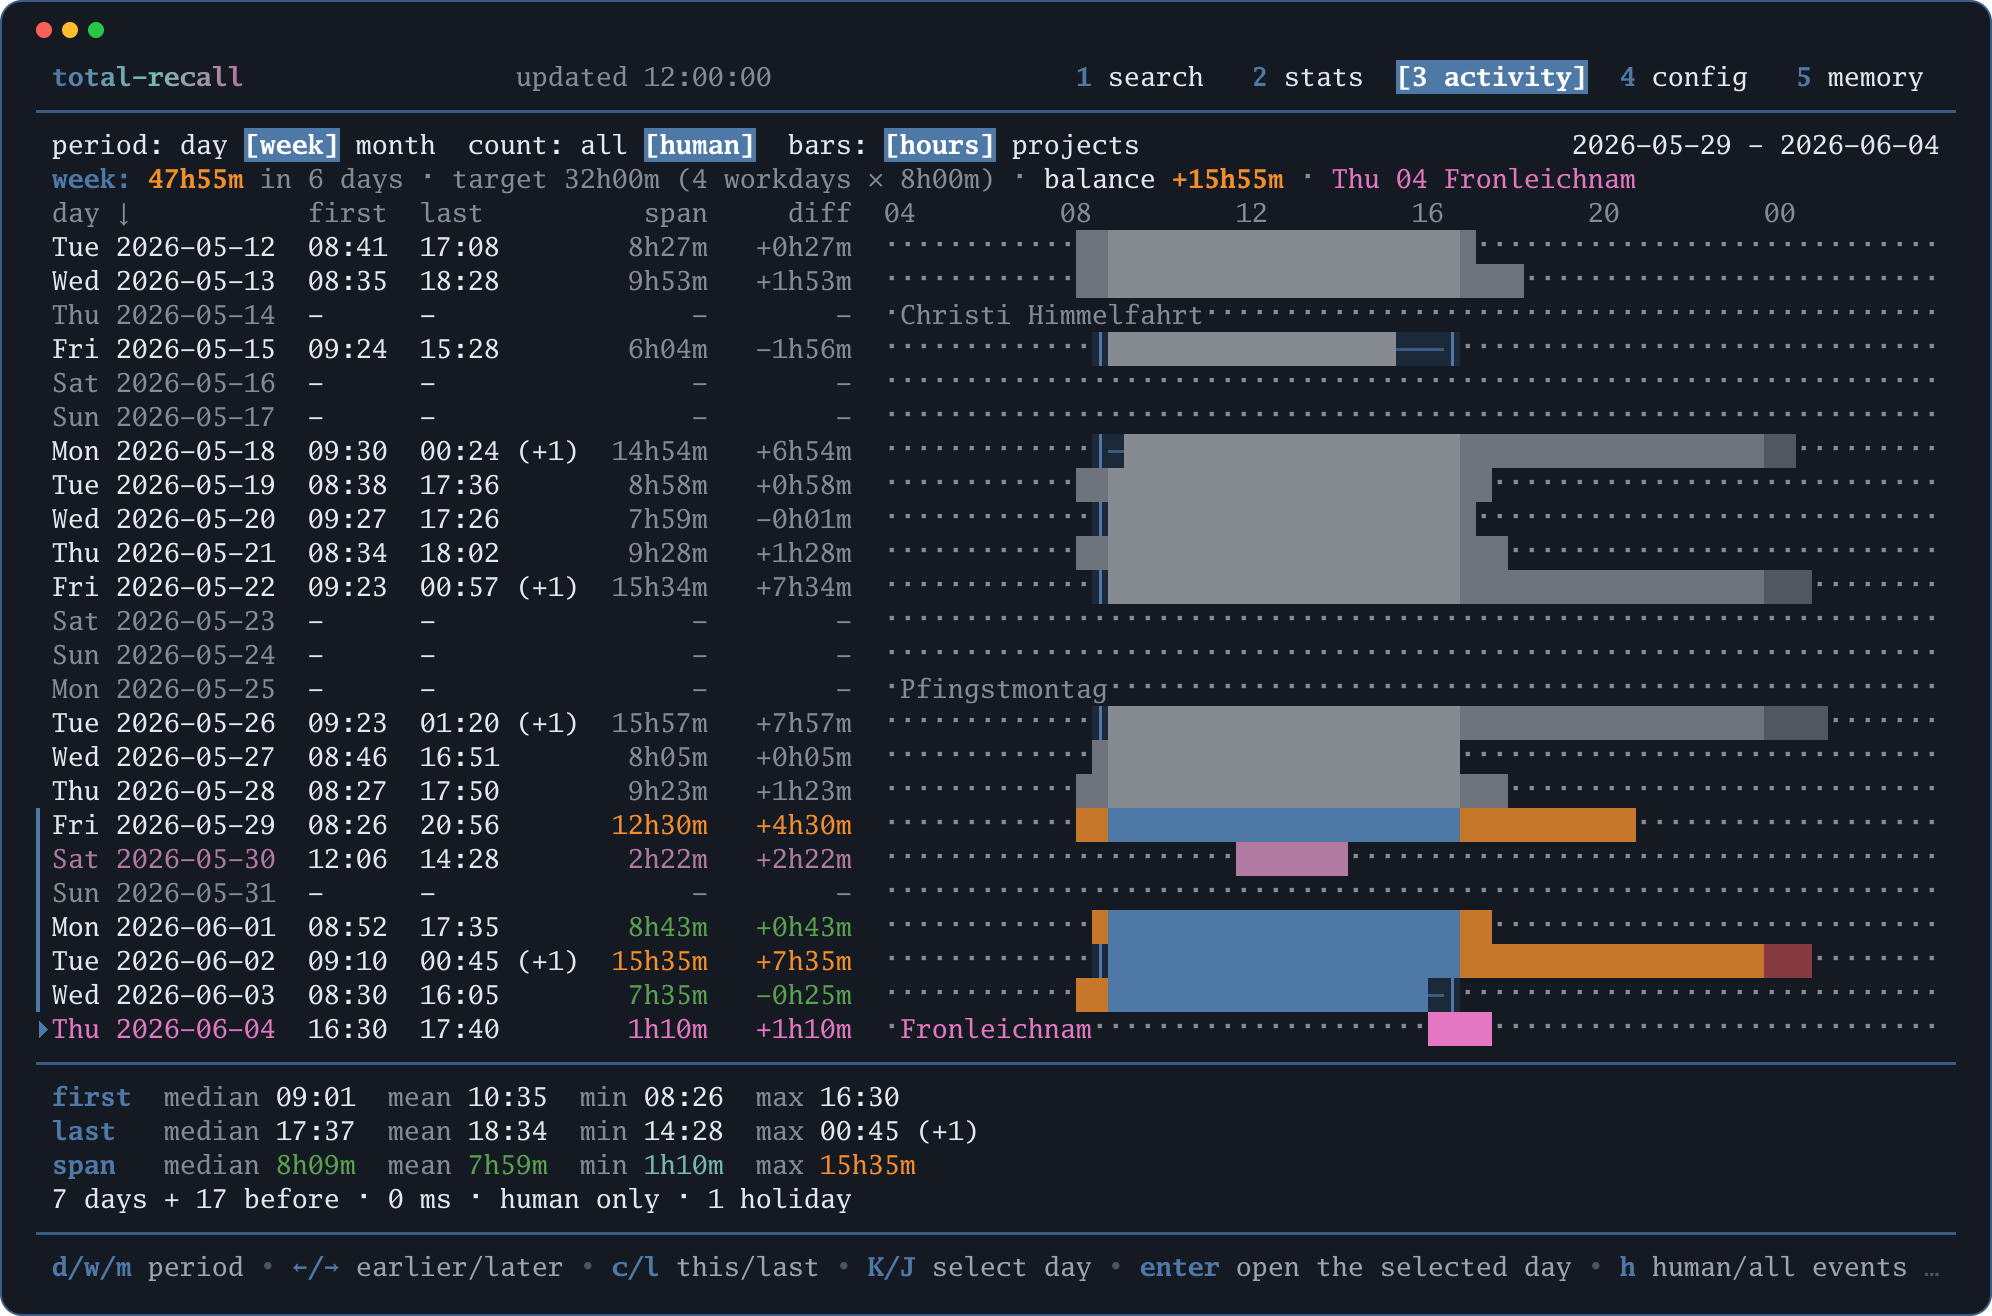 total-recall updated 12:00:00 1 search 2 stats [3 activity] 4 config 5 memory
period: day [week] month count: all [human] bars: [hours] projects 2026-05-29 – 2026-06-04
week: 47h55m in 6 days · target 32h00m (4 workdays × 8h00m) · balance +15h55m · Thu 04 Fronleichnam
day ↓ first last span diff 04 08 12 16 20 00
Tue 2026-05-12 08:41 17:08 8h27m +0h27m
Wed 2026-05-13 08:35 18:28 9h53m +1h53m
Thu 2026-05-14 – – – – Christi Himmelfahrt
Fri 2026-05-15 09:24 15:28 6h04m −1h56m
Sat 2026-05-16 – – – –
Sun 2026-05-17 – – – –
Mon 2026-05-18 09:30 00:24 (+1) 14h54m +6h54m
Tue 2026-05-19 08:38 17:36 8h58m +0h58m
Wed 2026-05-20 09:27 17:26 7h59m −0h01m
Thu 2026-05-21 08:34 18:02 9h28m +1h28m
Fri 2026-05-22 09:23 00:57 (+1) 15h34m +7h34m
Sat 2026-05-23 – – – –
Sun 2026-05-24 – – – –
Mon 2026-05-25 – – – – Pfingstmontag
Tue 2026-05-26 09:23 01:20 (+1) 15h57m +7h57m
Wed 2026-05-27 08:46 16:51 8h05m +0h05m
Thu 2026-05-28 08:27 17:50 9h23m +1h23m
Fri 2026-05-29 08:26 20:56 12h30m +4h30m
Sat 2026-05-30 12:06 14:28 2h22m +2h22m
Sun 2026-05-31 – – – –
Mon 2026-06-01 08:52 17:35 8h43m +0h43m
Tue 2026-06-02 09:10 00:45 (+1) 15h35m +7h35m
Wed 2026-06-03 08:30 16:05 7h35m −0h25m
Thu 2026-06-04 16:30 17:40 1h10m +1h10m Fronleichnam
first median 09:01 mean 10:35 min 08:26 max 16:30
last median 17:37 mean 18:34 min 14:28 max 00:45 (+1)
span median 8h09m mean 7h59m min 1h10m max 15h35m
7 days + 17 before · 0 ms · human only · 1 holiday
d/w/m period • ←/→ earlier/later • c/l this/last • K/J select day • enter open the selected day • h human/all events …